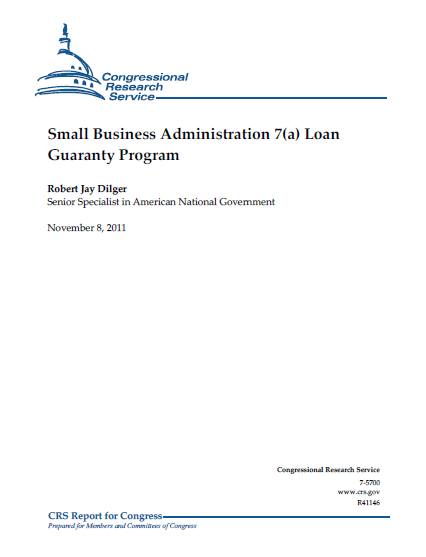 Congressional
Research
Service
Small Business Administration 7(a) Loan
Guaranty Program
Robert Jay Dilger
Senior Specialist in American National Government
November 8, 2011
Congressional Research Service
7-5700
www.crs.gov
R41146
CRS Report for Congress
Prepared for Members and Committees of Congress